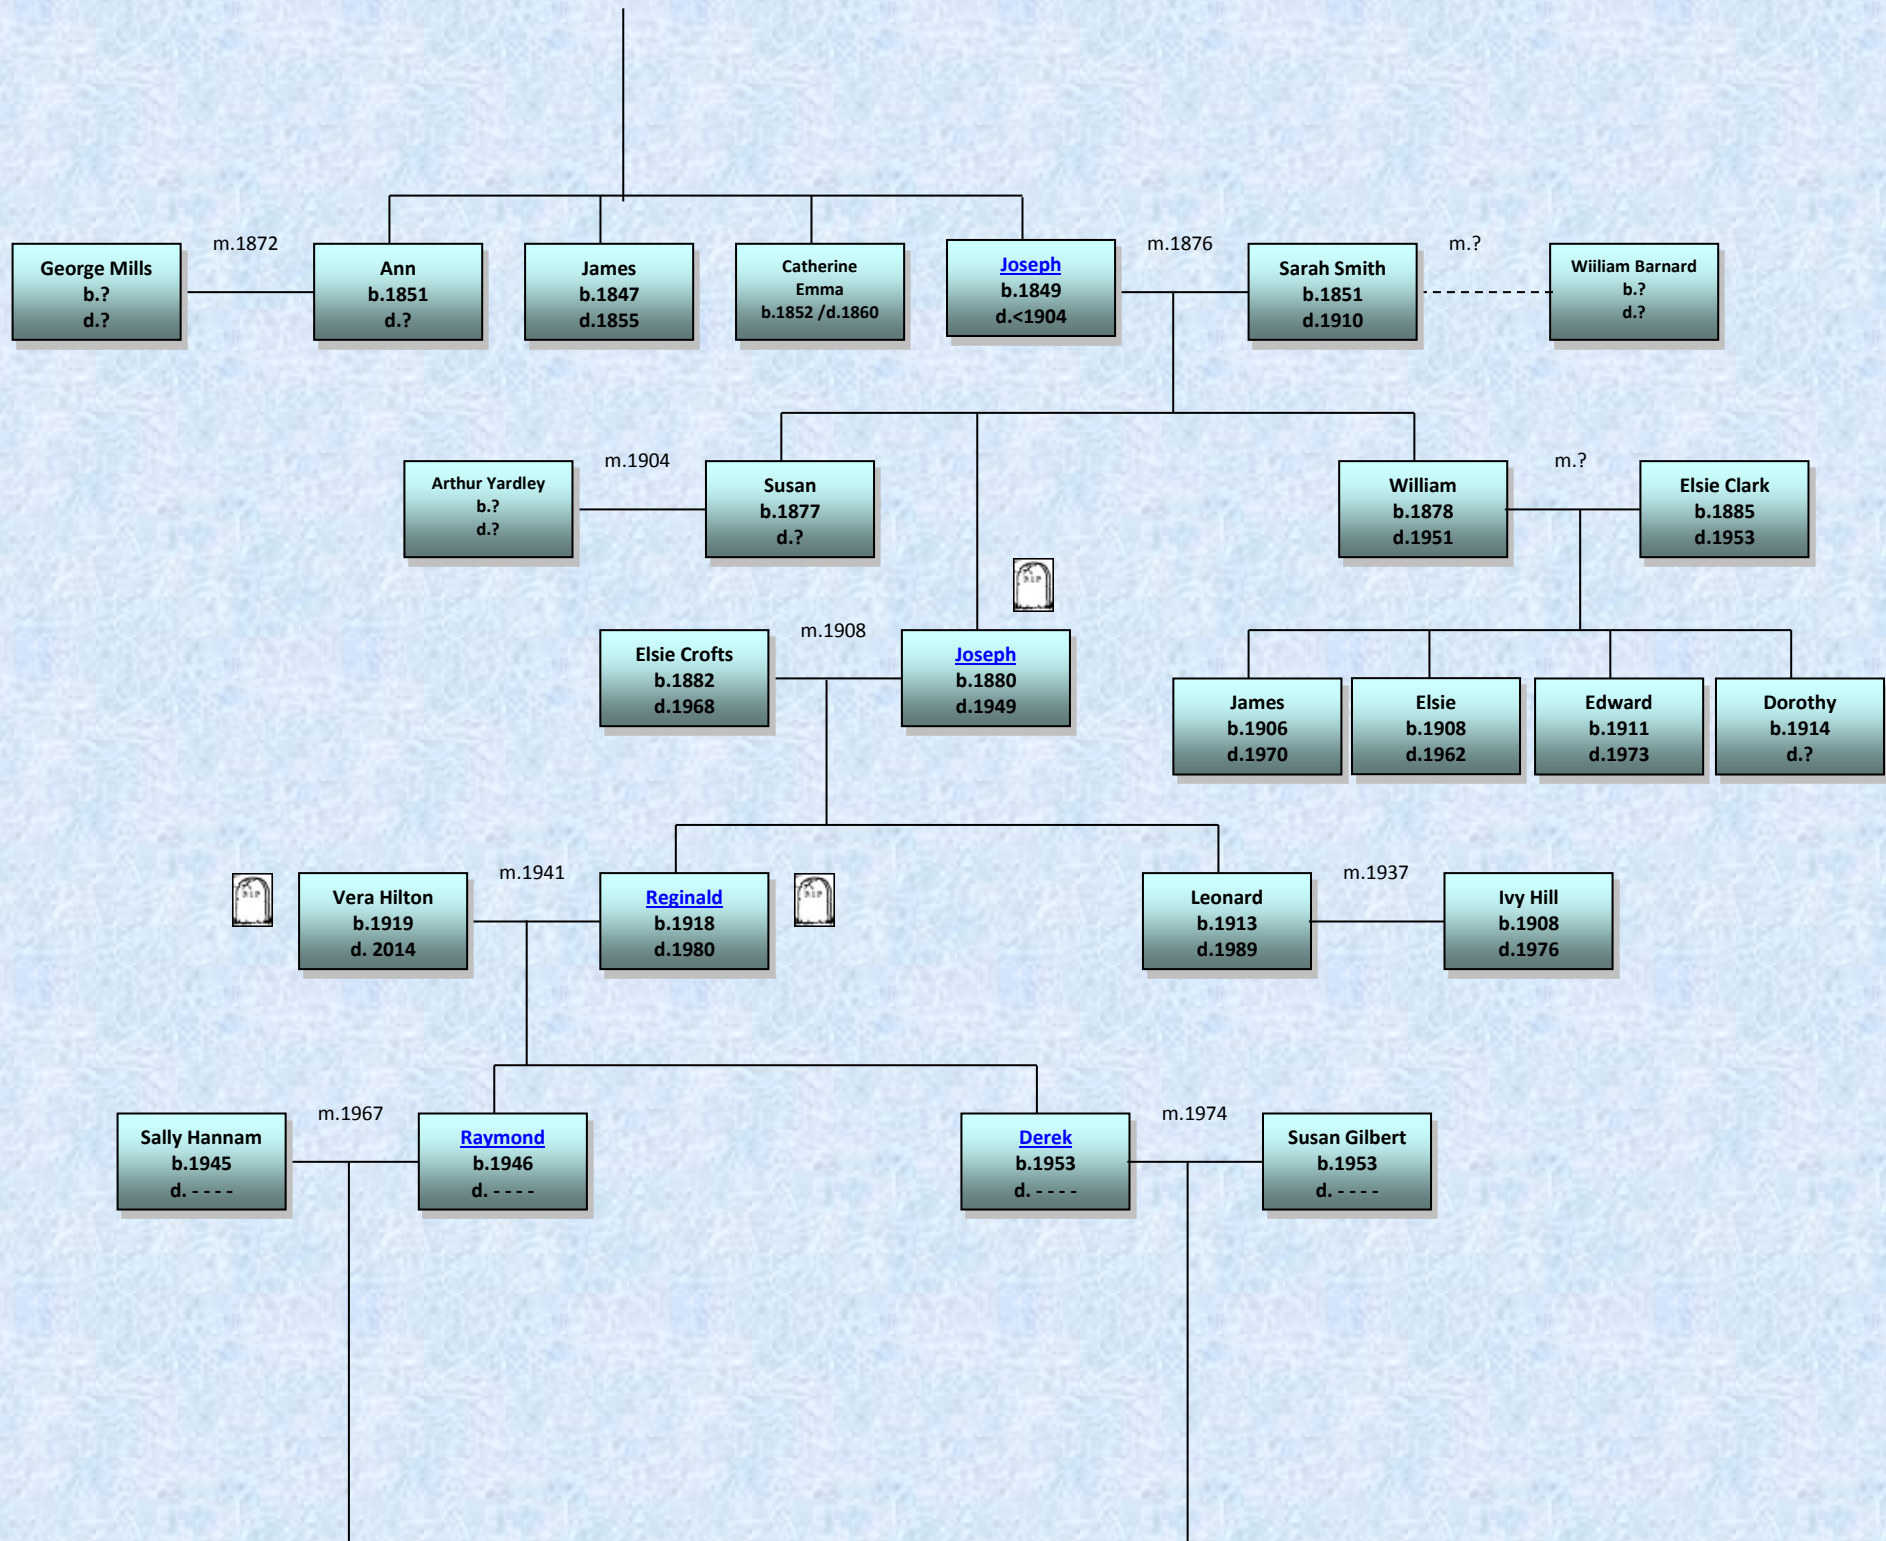 m.1872
m.1876
m.?
George Mills
b.?
d.?
Ann
b.1851
d.?
James
b.1847
d.1855
Catherine
Emma
b.1852 /d.1860
Joseph
b.1849
d.<1904
Sarah Smith
b.1851
d.1910
Wiiliam Barnard
b.?
d.?
m.1904
m.?
Arthur Yardley
b.?
d.?
Susan
b.1877
d.?
William
b.1878
d.1951
Elsie Clark
b.1885
d.1953
RIP
m.1908
Elsie Crofts
b.1882
d.1968
Joseph
b.1880
d.1949
James
b.1906
d.1970
Elsie
b.1908
d.1962
Edward
b.1911
d.1973
Dorothy
b.1914
d.?
m.1941
m.1937
RIP
Vera Hilton
b.1919
d. 2014
Reginald
b.1918
d.1980
RIP
Leonard
b.1913
d.1989
Ivy Hill
b.1908
d.1976
m.1967
m.1974
Sally Hannam
b.1945
d. - - - -
Raymond
b.1946
d. - - - -
Derek
b.1953
d. - - - -
Susan Gilbert
b.1953
d. - - - -